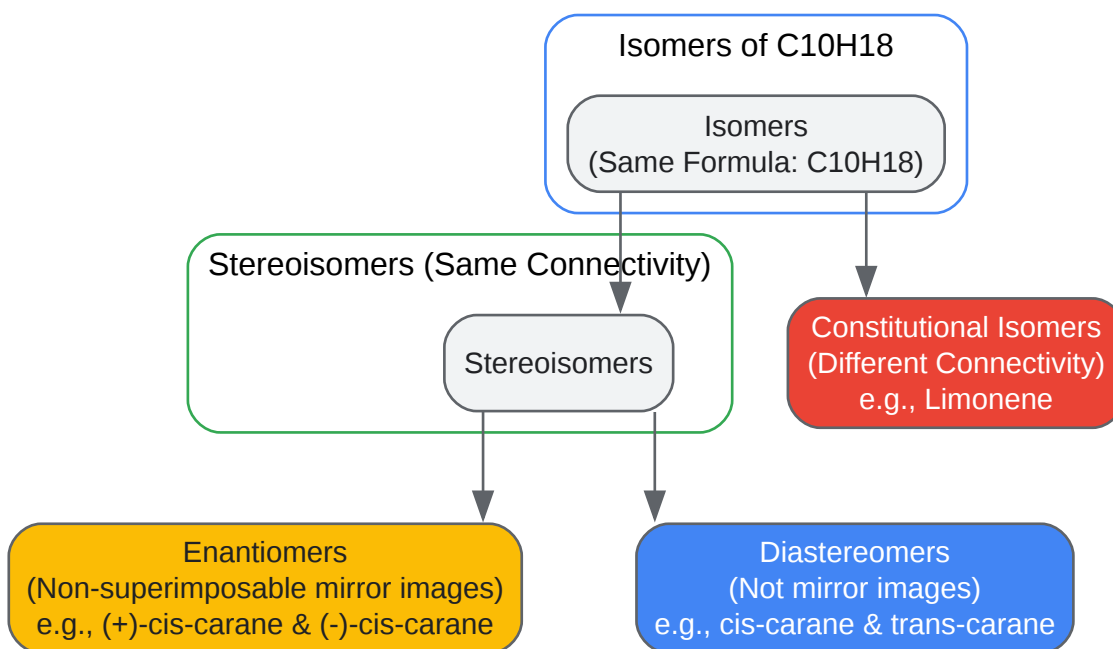 Isomers of C10H18
Isomers
(Same Formula: C10H18)
Stereoisomers (Same Connectivity)
Stereoisomers
Constitutional Isomers
(Different Connectivity)
e.g., Limonene
Enantiomers
(Non-superimposable mirror images)
e.g., (+)-cis-carane & (-)-cis-carane
Diastereomers
(Not mirror images)
e.g., cis-carane & trans-carane